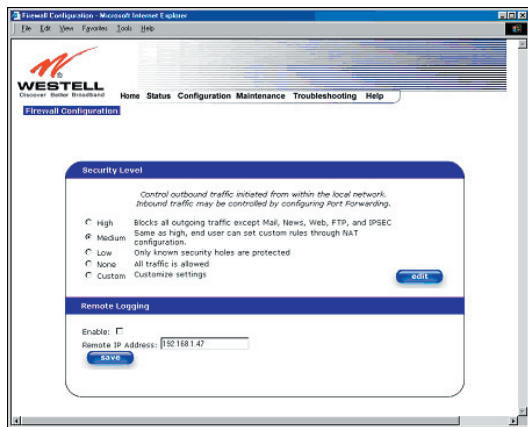 Firewall Configuration - Microsoft Internet Explorer
File Edit View Favorites Tools Help
WESTELL
Discover Better Broadband
Home Status Configuration Maintenance Troubleshooting Help
Firewall Configuration
Security Level
Control outbound traffic initiated from within the local network.
Inbound traffic may be controlled by configuring Port Forwarding.
High Blocks all outgoing traffic except Mail, News, Web, FTP, and IPSEC
Medium Same as high, end user can set custom rules through NAT
configuration.
Low Only known security holes are protected
None All traffic is allowed
Custom Customize settings
edit
Remote Logging
Enable:
Remote IP Address: 192.168.1.47
save